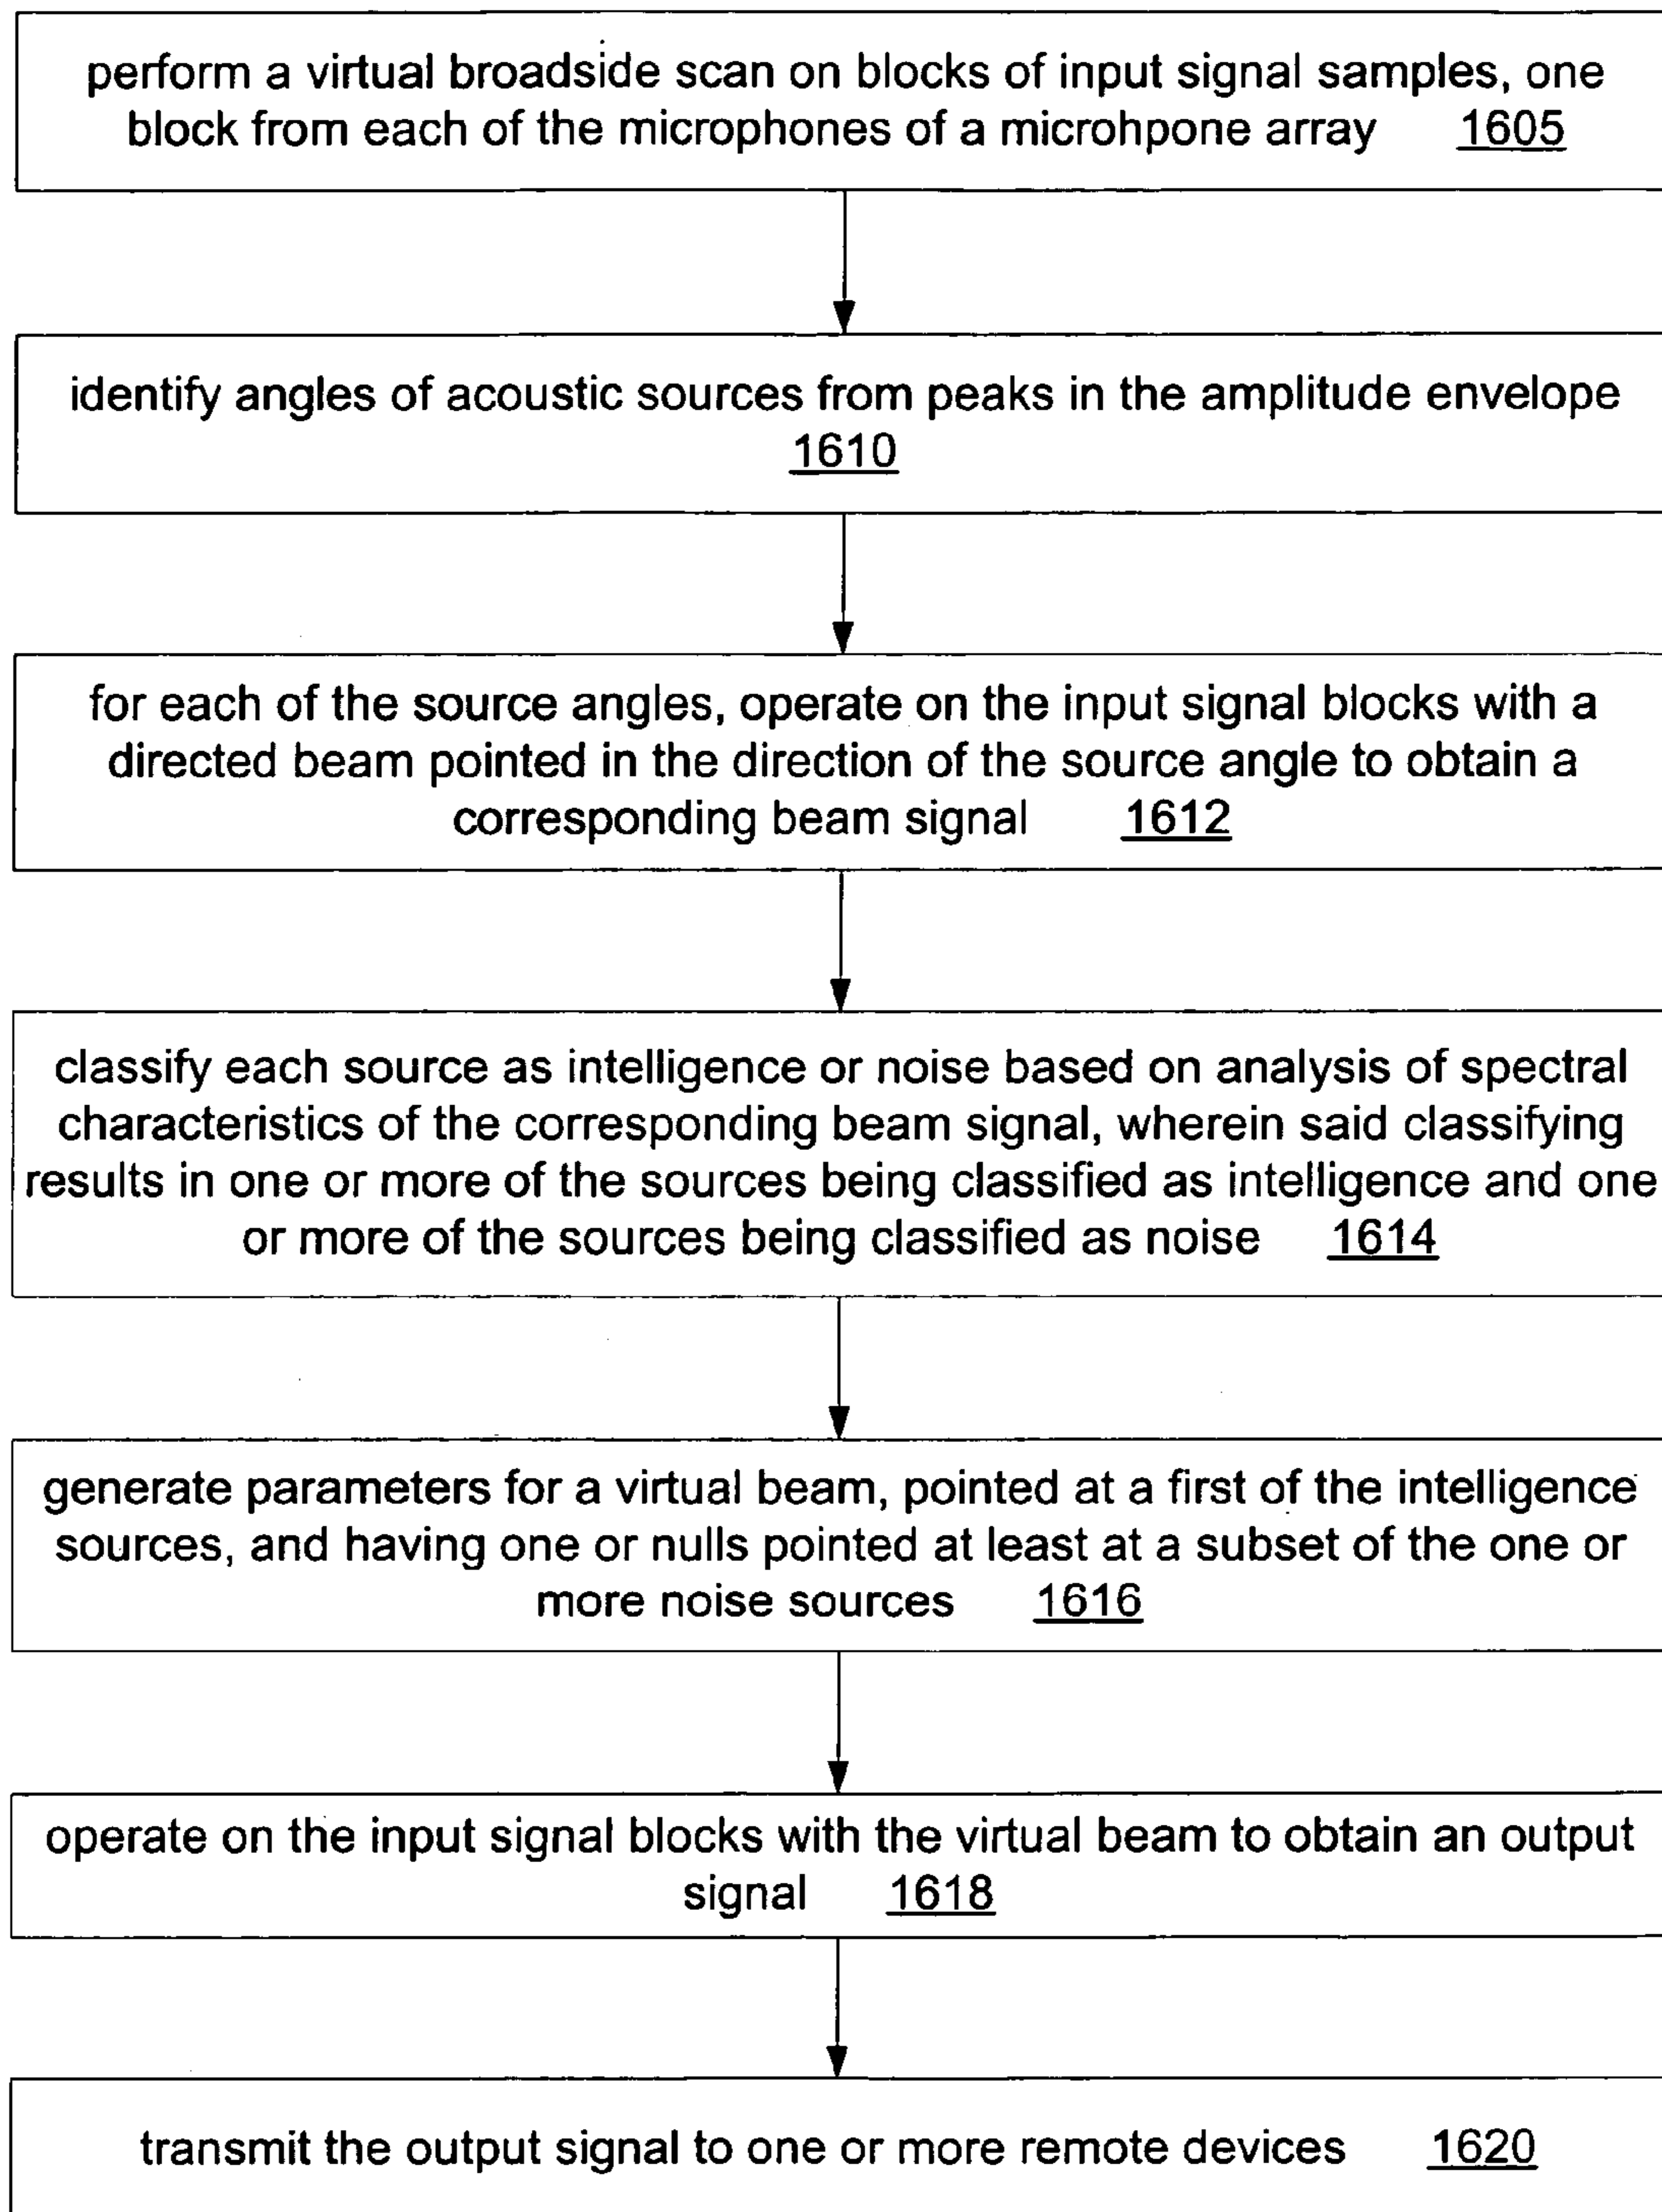 perform a virtual broadside scan on blocks of input signal samples, one
block from each of the microphones of a microhpone array 1605
identify angles of acoustic sources from peaks in the amplitude envelope
1610
for each of the source angles, operate on the input signal blocks with a
directed beam pointed in the direction of the source angle to obtain a
corresponding beam signal 1612
classify each source as intelligence or noise based on analysis of spectral
characteristics of the corresponding beam signal, wherein said classifying
results in one or more of the sources being classified as intelligence and one
or more of the sources being classified as noise 1614
generate parameters for a virtual beam, pointed at a first of the intelligence
sources, and having one or nulls pointed at least at a subset of the one or
more noise sources 1616
operate on the input signal blocks with the virtual beam to obtain an output
signal 1618
transmit the output signal to one or more remote devices 1620